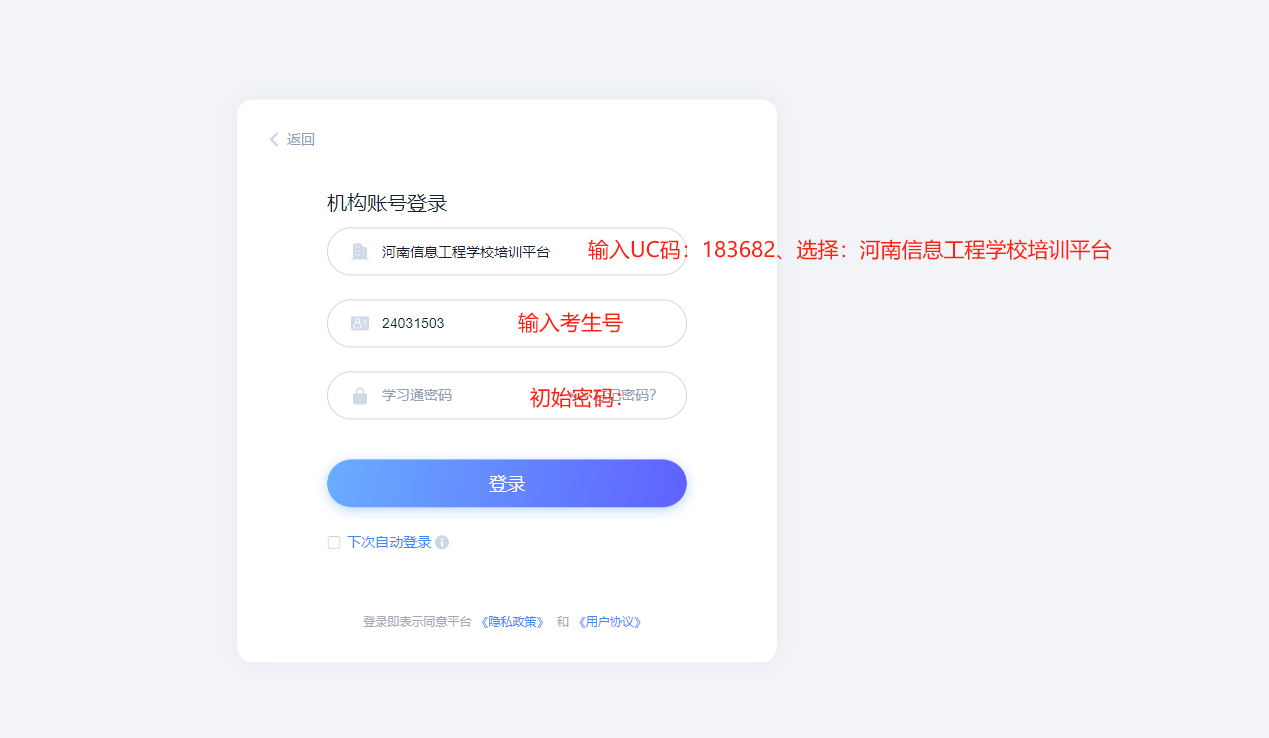 返回
机构账号登录
河南信息工程学校培训平台
输入UC码：183682、选择：河南信息工程学校培训平台
24031503
输入考生号
学习通密码
初始密码：
密码?
登录
下次自动登录
登录即表示同意平台 《隐私政策》 和 《用户协议》